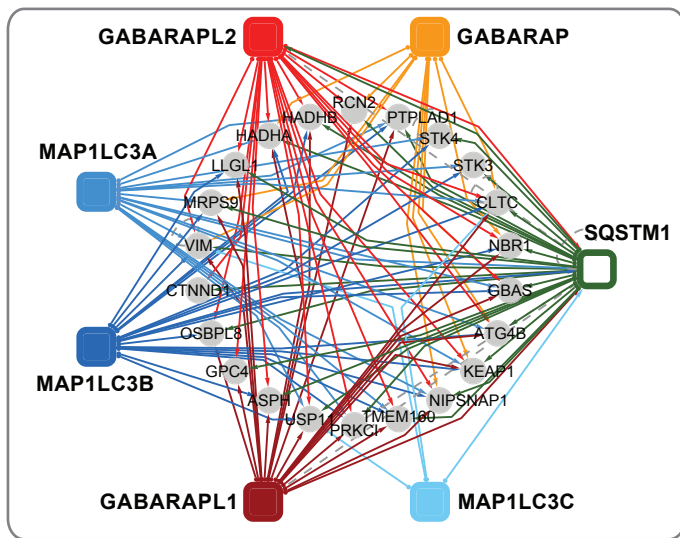 GABARAPL2
GABARAP
RCN2
HADHB
PTPLAD1
HADHA
STK4
MAP1LC3A
LLGL1
STK3
MRPS9
CLTC
SQSTM1
VIM
NBR1
CTNND1
GBAS
OSBPL8
ATG4B
MAP1LC3B
GPC4
KEAP1
ASPH
NIPSNAP1
USP11
TMEM160
PRKCI
GABARAPL1
MAP1LC3C